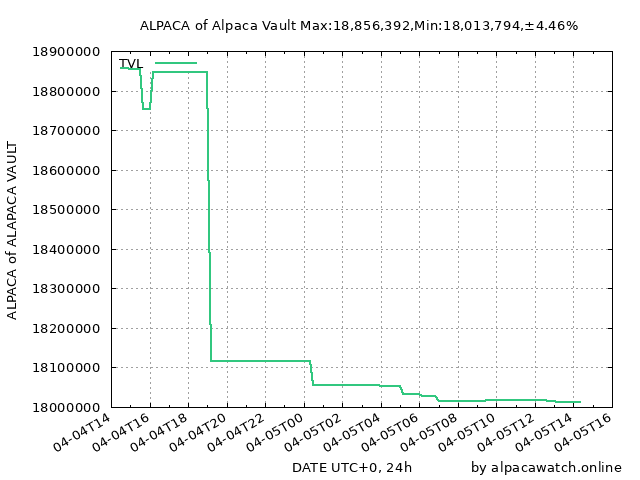 ALPACA of Alpaca Vault Max:18,856,392,Min:18,013,794,±4.46%
TVL
18900000
18800000
18700000
18600000
18500000
18400000
18300000
18200000
18100000
18000000
ALPACA of ALAPACA VAULT
04-04T14
04-04T16
04-04T18
04-04T20
04-04T22
04-05T00
04-05T02
04-05T04
04-05T06
04-05T08
04-05T10
04-05T12
04-05T14
04-05T16
DATE UTC+0, 24h
by alpacawatch.online